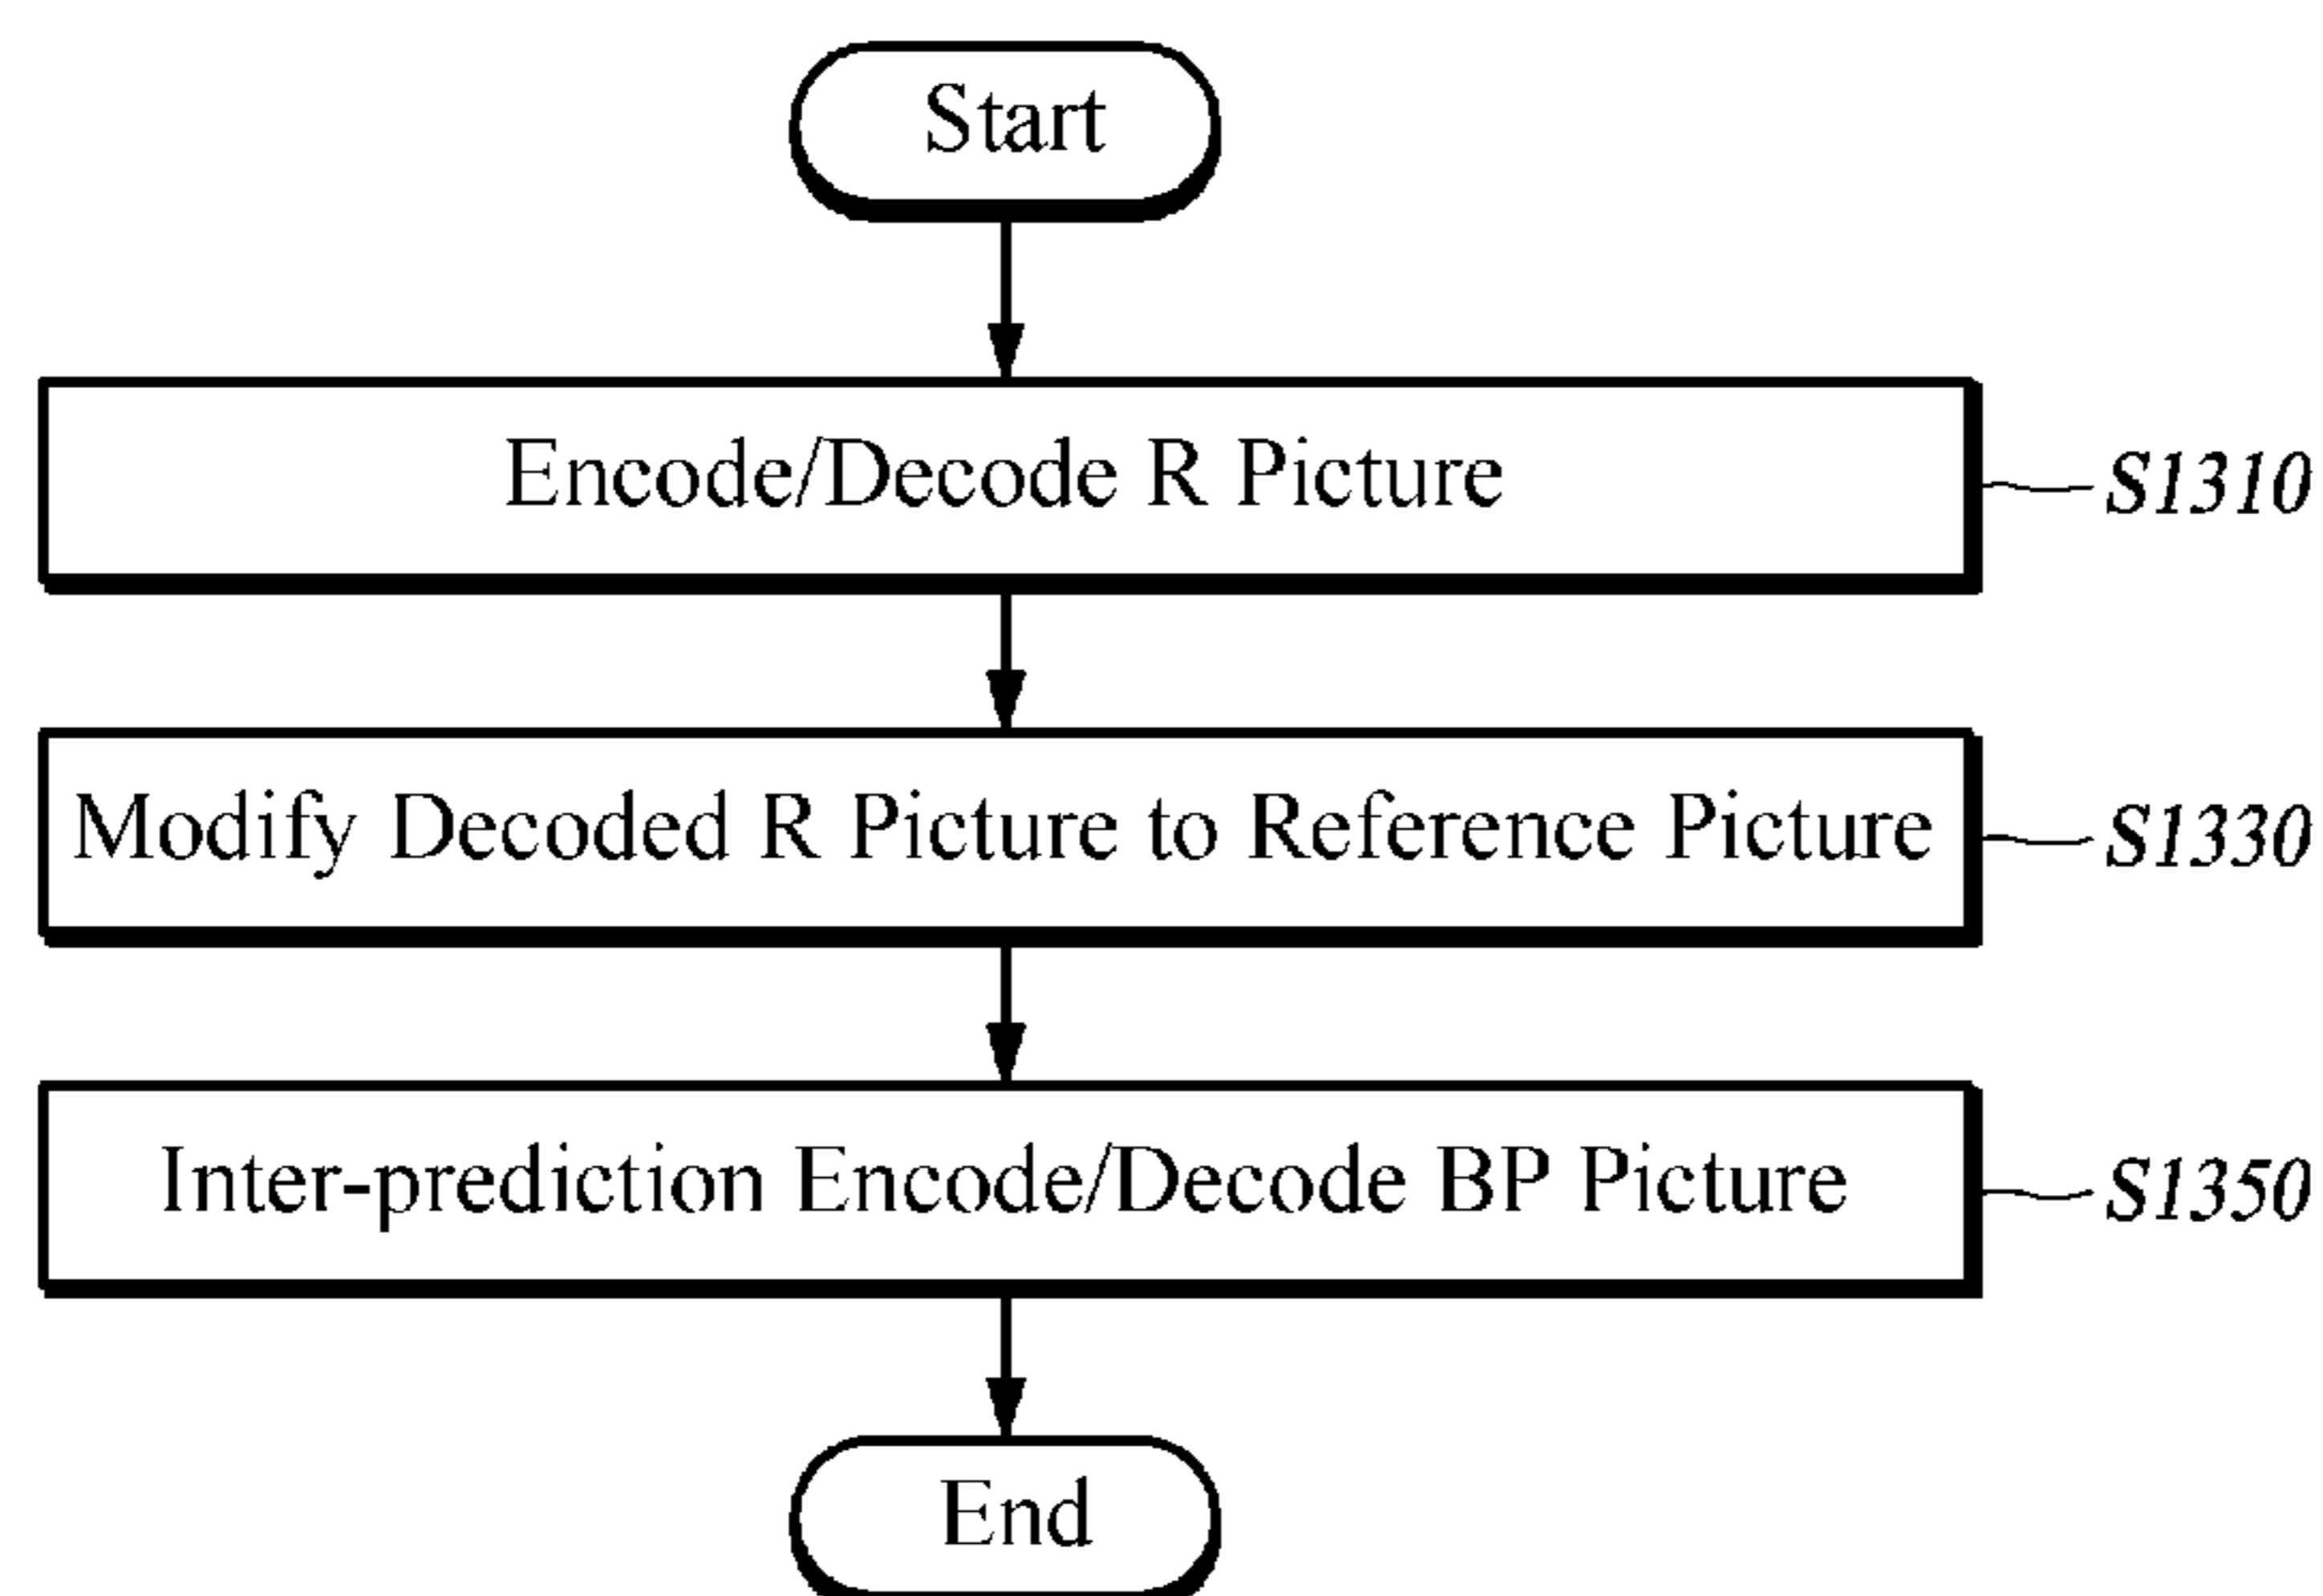 Start
Encode/Decode R Picture
S1310
Modify Decoded R Picture to Reference Picture
S1330
Inter-prediction Encode/Decode BP Picture
S1350
End